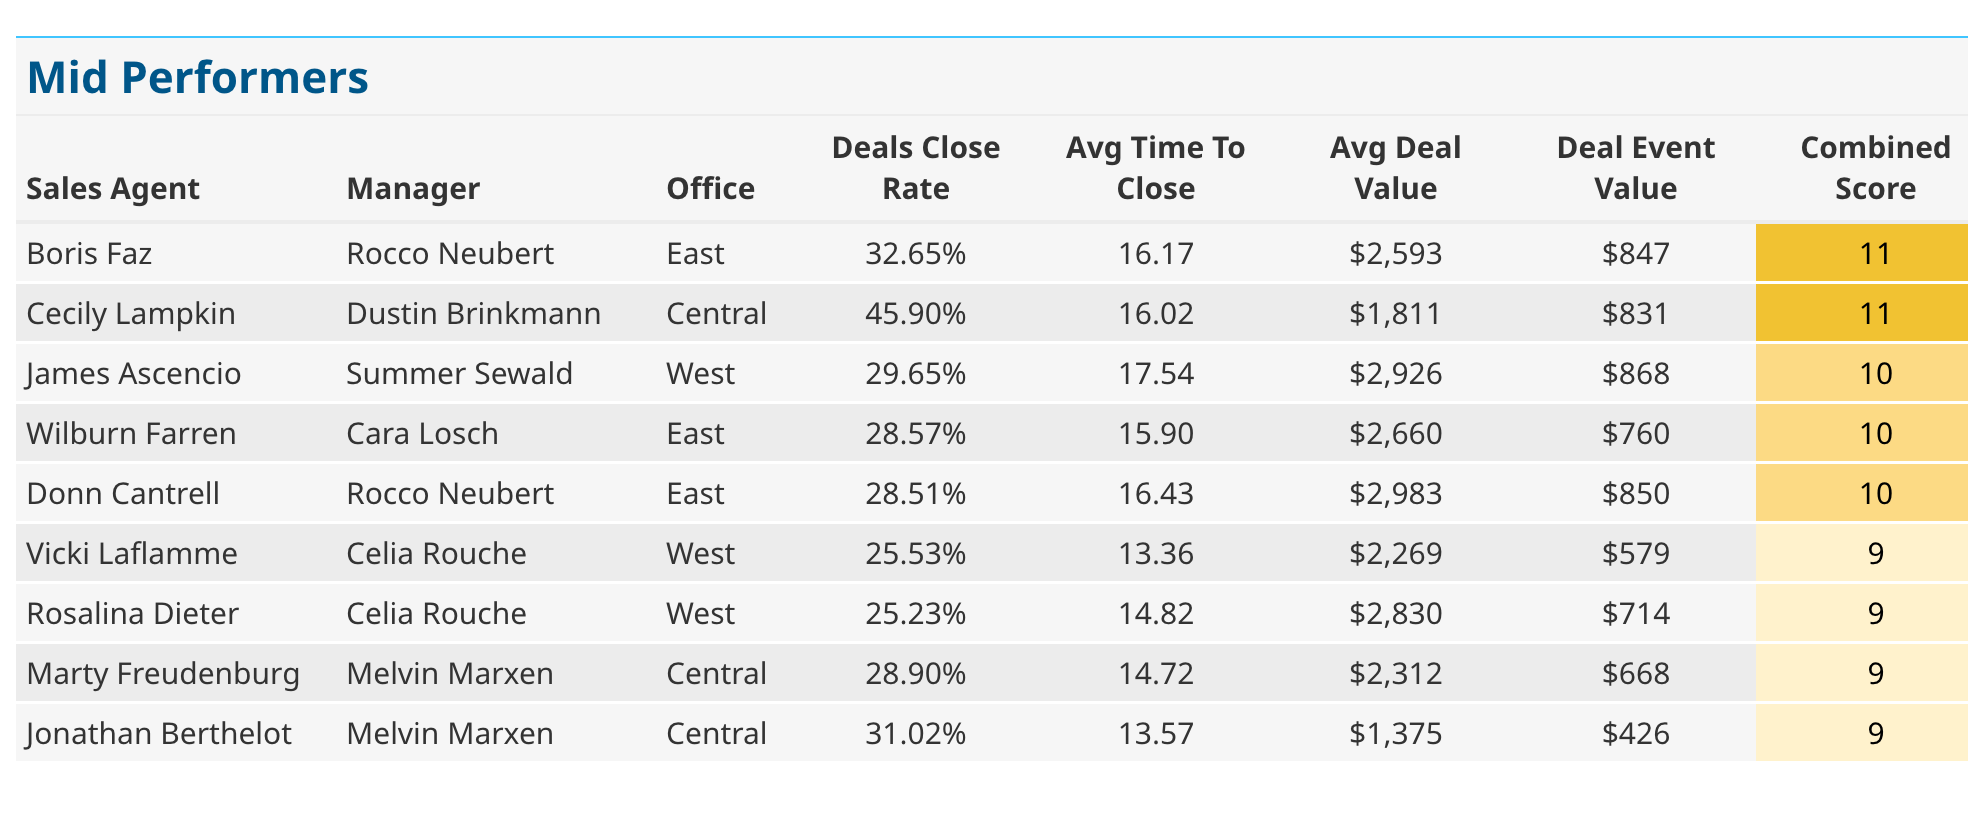 Mid Performers
Sales Agent Manager Office Deals Close Rate Avg Time To Close Avg Deal Value Deal Event Value Combined Score
Boris Faz Rocco Neubert East 32.65% 16.17 $2,593 $847 11
Cecily Lampkin Dustin Brinkmann Central 45.90% 16.02 $1,811 $831 11
James Ascencio Summer Sewald West 29.65% 17.54 $2,926 $868 10
Wilburn Farren Cara Losch East 28.57% 15.90 $2,660 $760 10
Donn Cantrell Rocco Neubert East 28.51% 16.43 $2,983 $850 10
Vicki Laflamme Celia Rouche West 25.53% 13.36 $2,269 $579 9
Rosalina Dieter Celia Rouche West 25.23% 14.82 $2,830 $714 9
Marty Freudenburg Melvin Marxen Central 28.90% 14.72 $2,312 $668 9
Jonathan Berthelot Melvin Marxen Central 31.02% 13.57 $1,375 $426 9